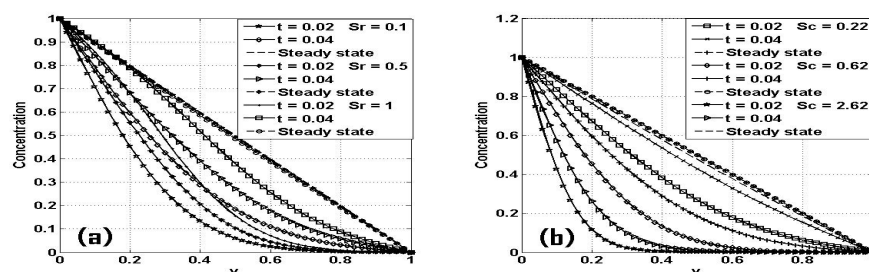 1
0.9
0.8
0.7
0.6
0.5
0.4
0.3
0.2
0.1
0
Concentration
t = 0.02 Sr = 0.1
t = 0.04
Steady state
t = 0.02 Sr = 0.5
t = 0.04
Steady state
t = 0.02 Sr = 1
t = 0.04
Steady state
(a)
0 0.2 0.4 0.6 0.8 1
1.2
1
0.8
0.6
0.4
0.2
0
Concentration
t = 0.02 Sc = 0.22
t = 0.04
Steady state
t = 0.02 Sc = 0.62
t = 0.04
Steady state
t = 0.02 Sc = 2.62
t = 0.04
Steady state
(b)
0 0.2 0.4 0.6 0.8